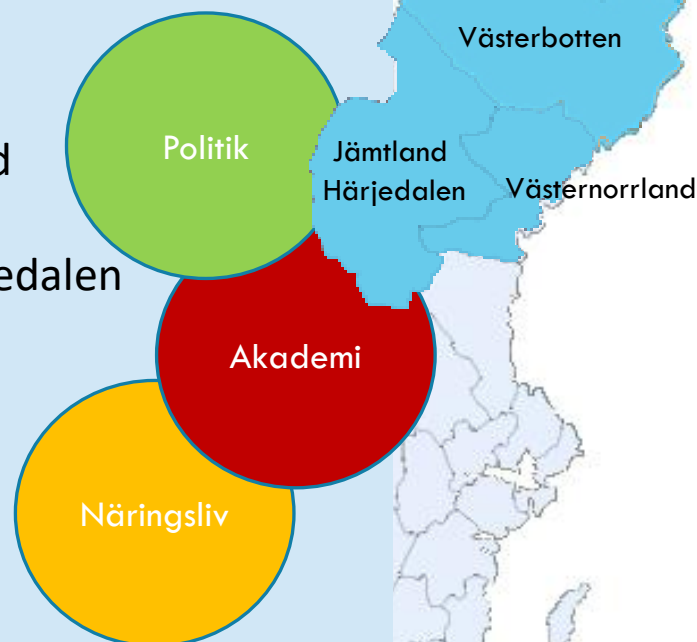 Västerbotten
Politik
Jämtland
Härjedalen
Västernorrland
Akademi
Näringsliv